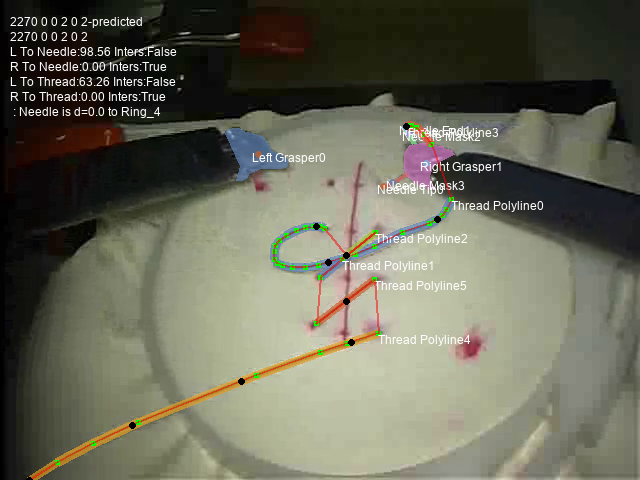 2270 0 0 2 0 2-predicted
2270 0 0 2 0 2
L To Needle:98.56 Inters:False
R To Needle:0.00 Inters:True
L To Thread:63.26 Inters:False
R To Thread:0.00 Inters:True
: Needle is d=0.0 to Ring_4
Needle Mask2
Left Grasper0
Right Grasper1
Needle Mask3
Thread Polyline0
Thread Polyline2
Thread Polyline1
Thread Polyline5
Thread Polyline4